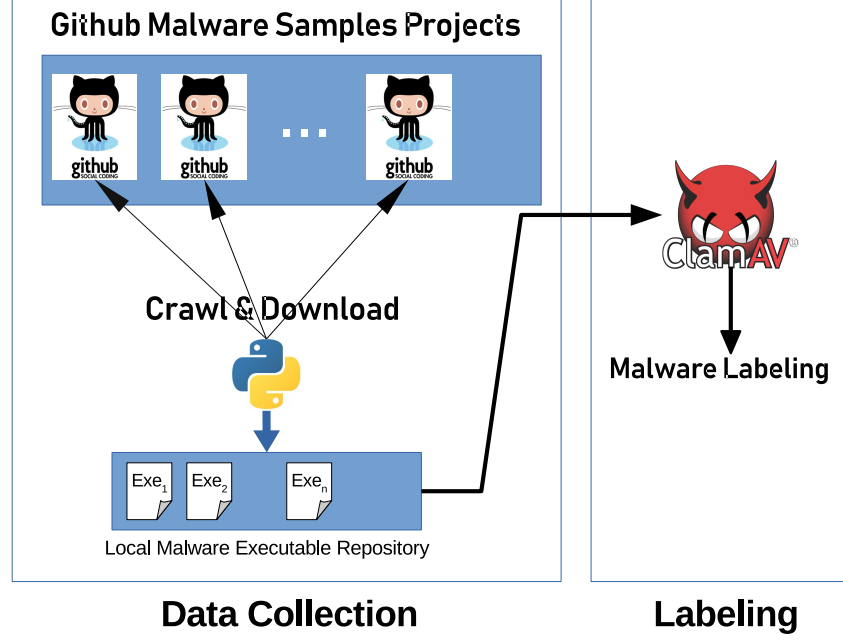 Github Malware Samples Projects
github
SOCIAL CODING
github
SOCIAL CODING
...
github
SOCIAL CODING
Crawl & Download
Exe1
Exe2
Exen
Local Malware Executable Repository
ClamAV®
Malware Labeling
Data Collection
Labeling